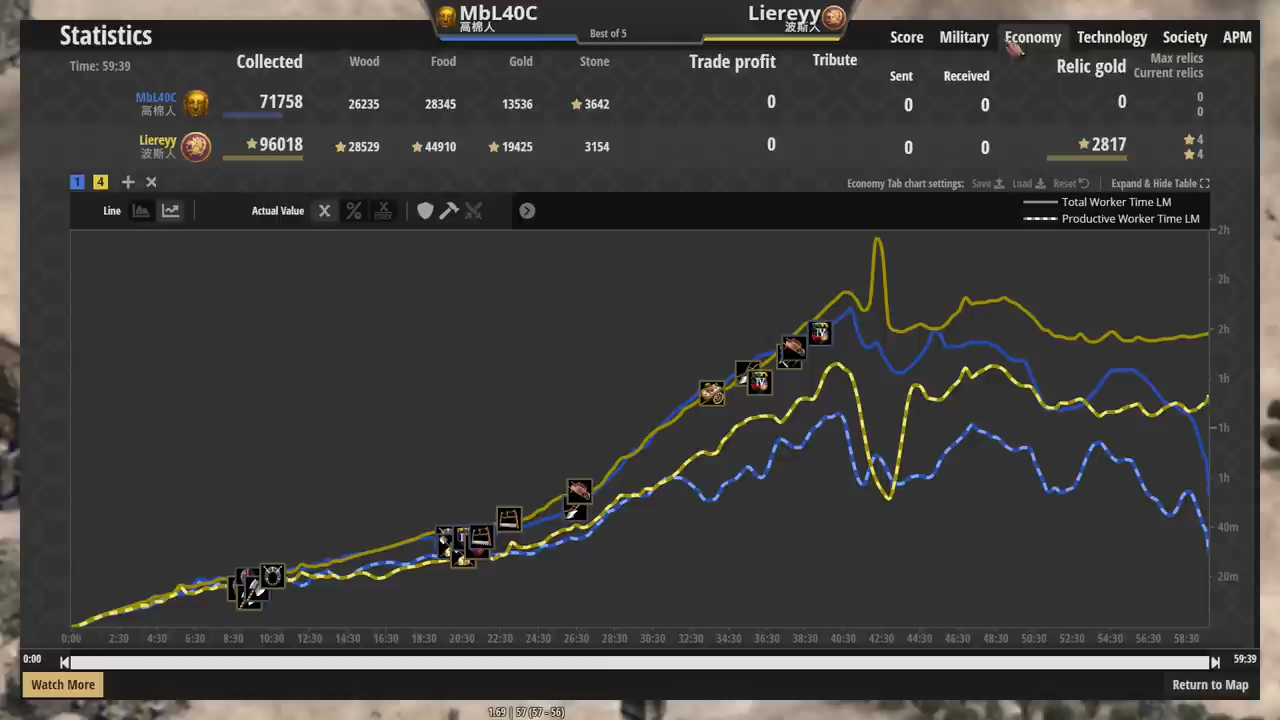 MbL40C
高棉人
Best of 5
Liereyy
波斯人
Statistics
Score Military Economy Technology Society APM
Time: 59:39
Collected Wood Food Gold Stone Trade profit Tribute Sent Received Relic gold Max relics
Current relics
MbL40C
高棉人
71758 26235 28345 13536 3642 0 0 0 0 0
0
Liereyy
波斯人
96018 28529 44910 19425 3154 0 0 0 2817 4
4
1 4
Economy Tab chart settings: Save Load Reset Expand & Hide Table
Line Actual Value
Total Worker Time LM
Productive Worker Time LM
2h
2h
2h
1h
1h
1h
40m
20m
IV
IV
0:00 2:30 4:30 6:30 8:30 10:30 12:30 14:30 16:30 18:30 20:30 22:30 24:30 26:30 28:30 30:30 32:30 34:30 36:30 38:30 40:30 42:30 44:30 46:30 48:30 50:30 52:30 54:30 56:30 58:30
0:00 59:39
Watch More
Return to Map
1.69 | 57 (57 - 56)